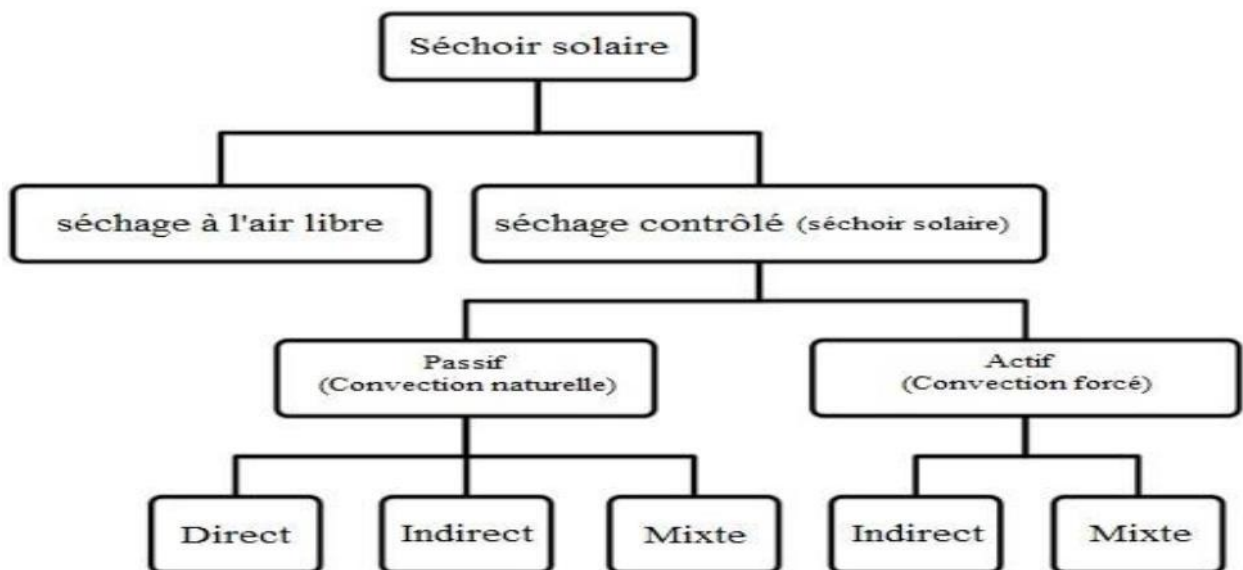 Séchoir solaire
séchage à l'air libre
séchage contrôlé (séchoir solaire)
Passif
(Convection naturelle)
Actif
(Convection forcé)
Direct
Indirect
Mixte
Indirect
Mixte